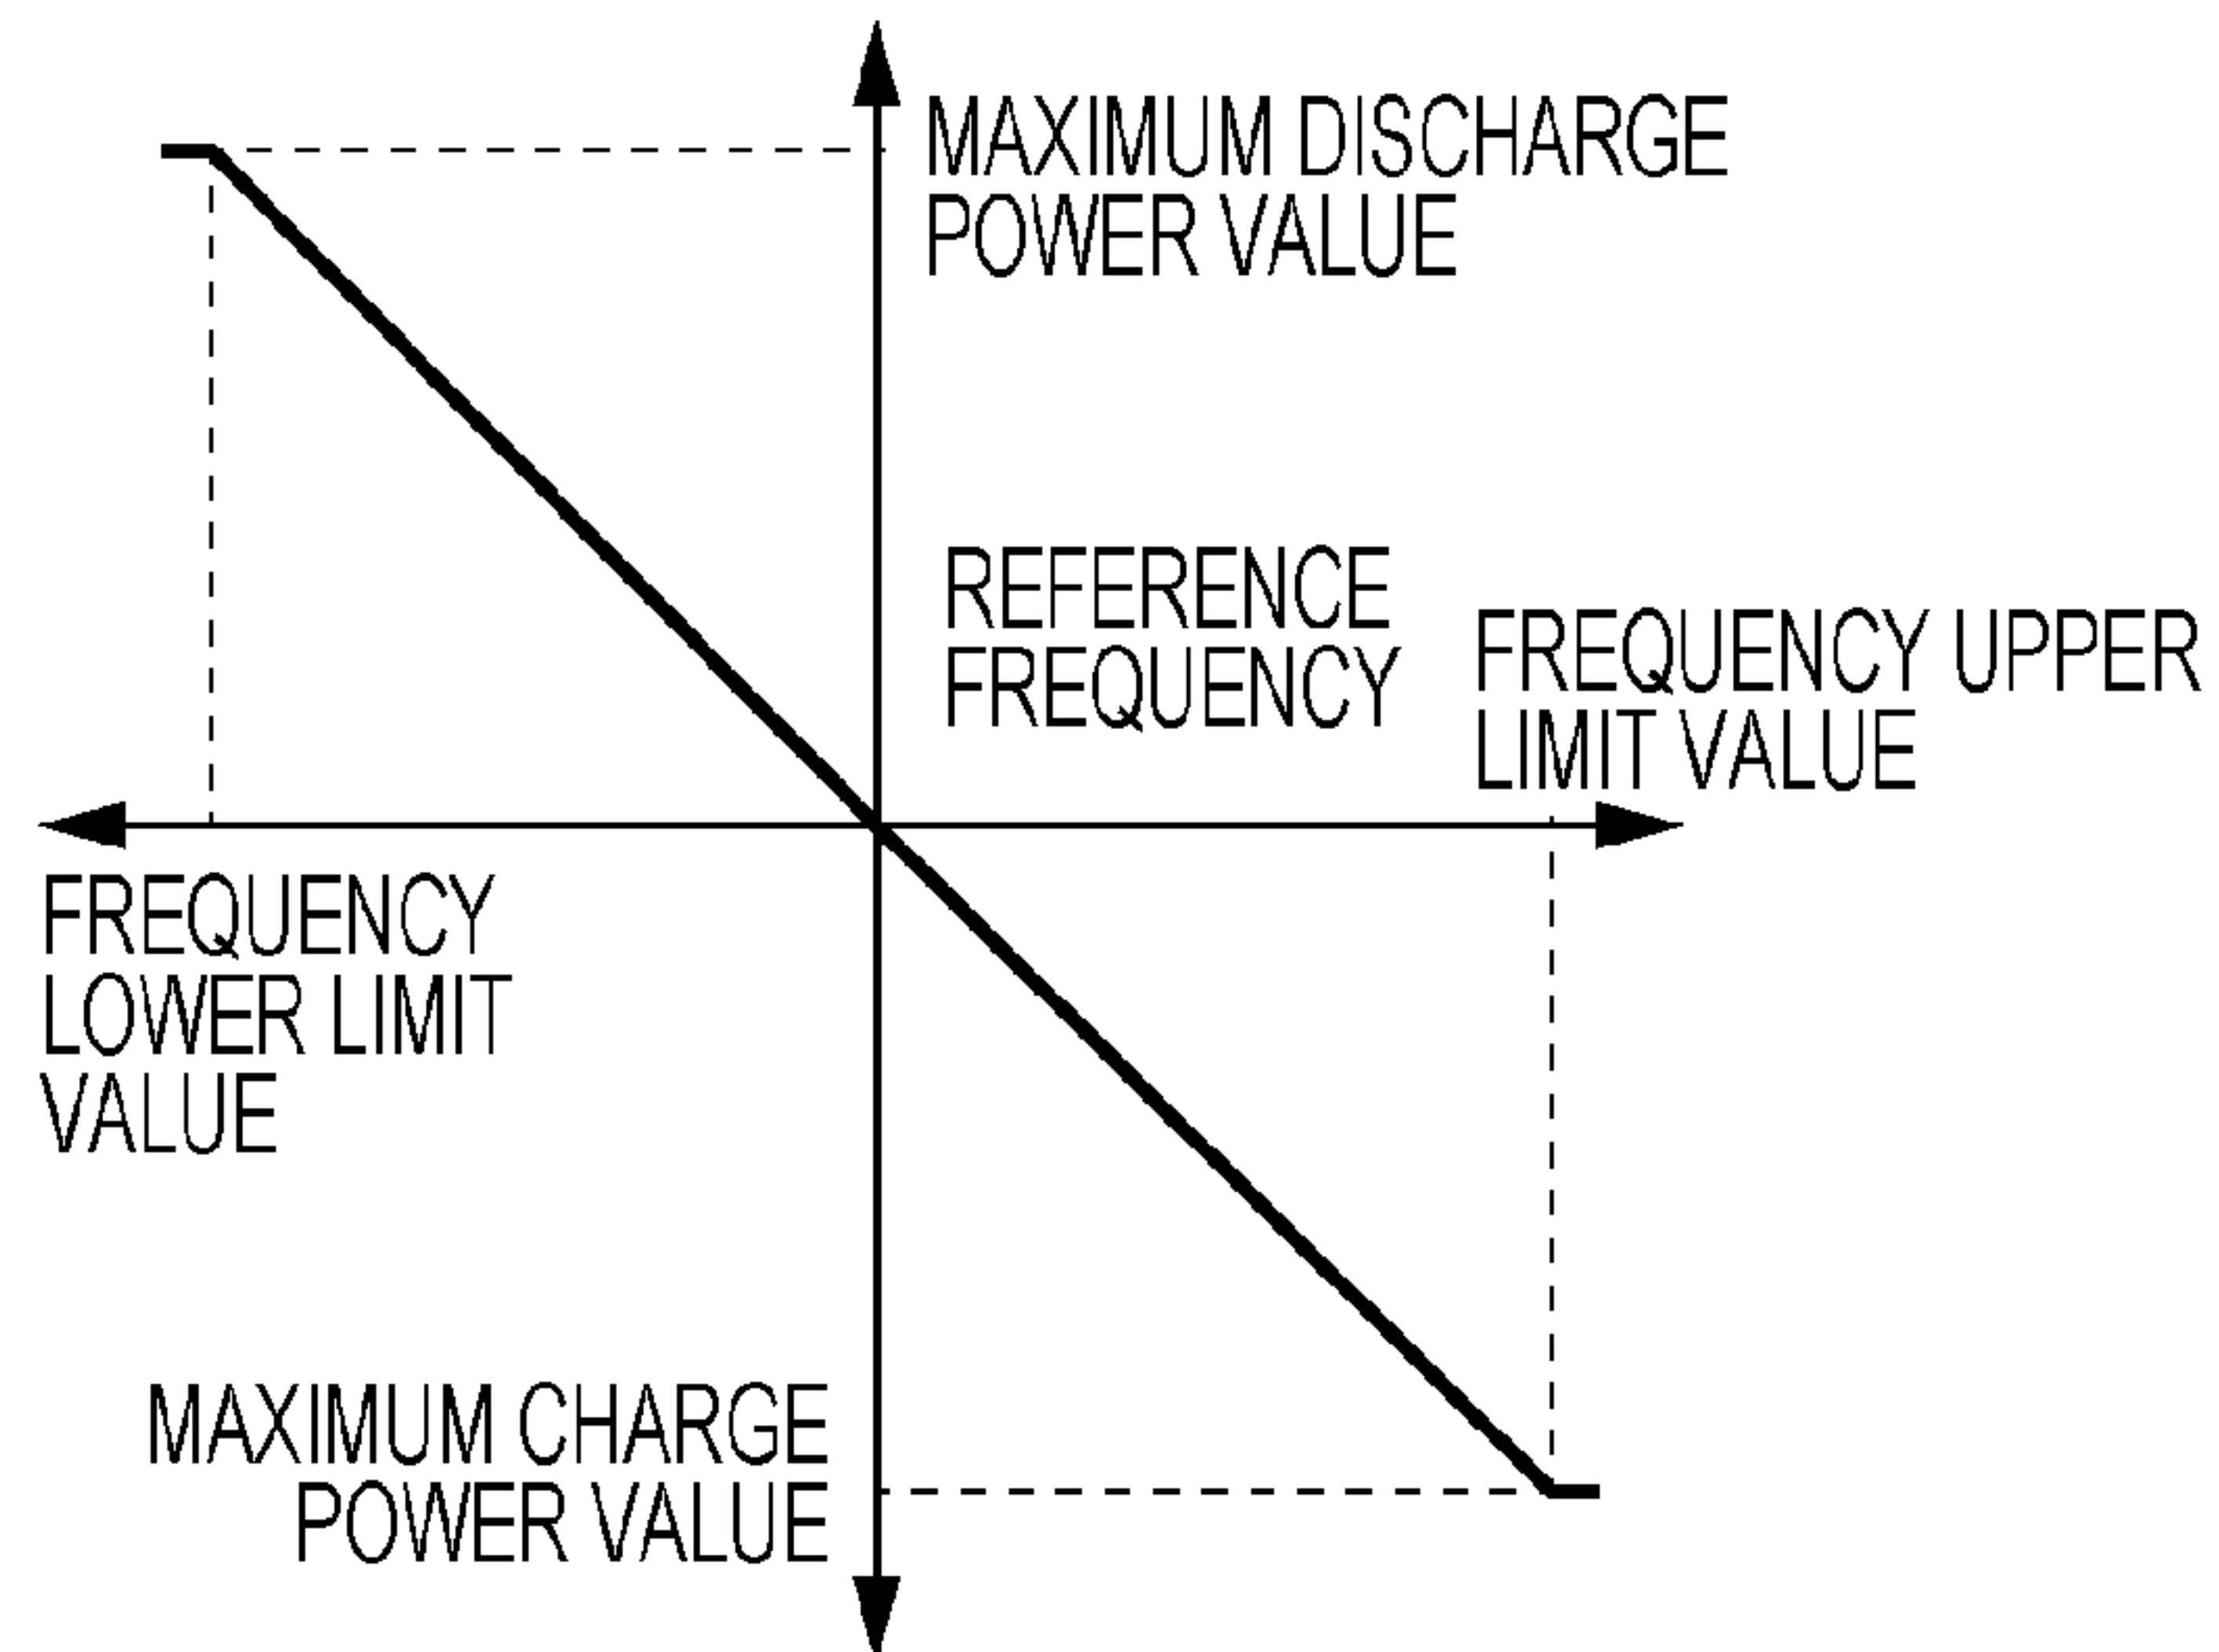 MAXIMUM DISCHARGE
POWER VALUE
REFERENCE
FREQUENCY
FREQUENCY UPPER
LIMIT VALUE
FREQUENCY
LOWER LIMIT
VALUE
MAXIMUM CHARGE
POWER VALUE